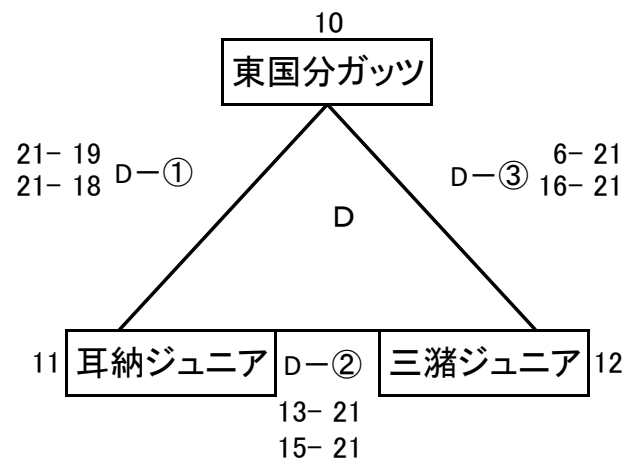 10
東国分ガッツ
21- 19
21- 18
D－①
D－③
6- 21
16- 21
D
11
耳納ジュニア
D－②
三潴ジュニア
12
13- 21
15- 21